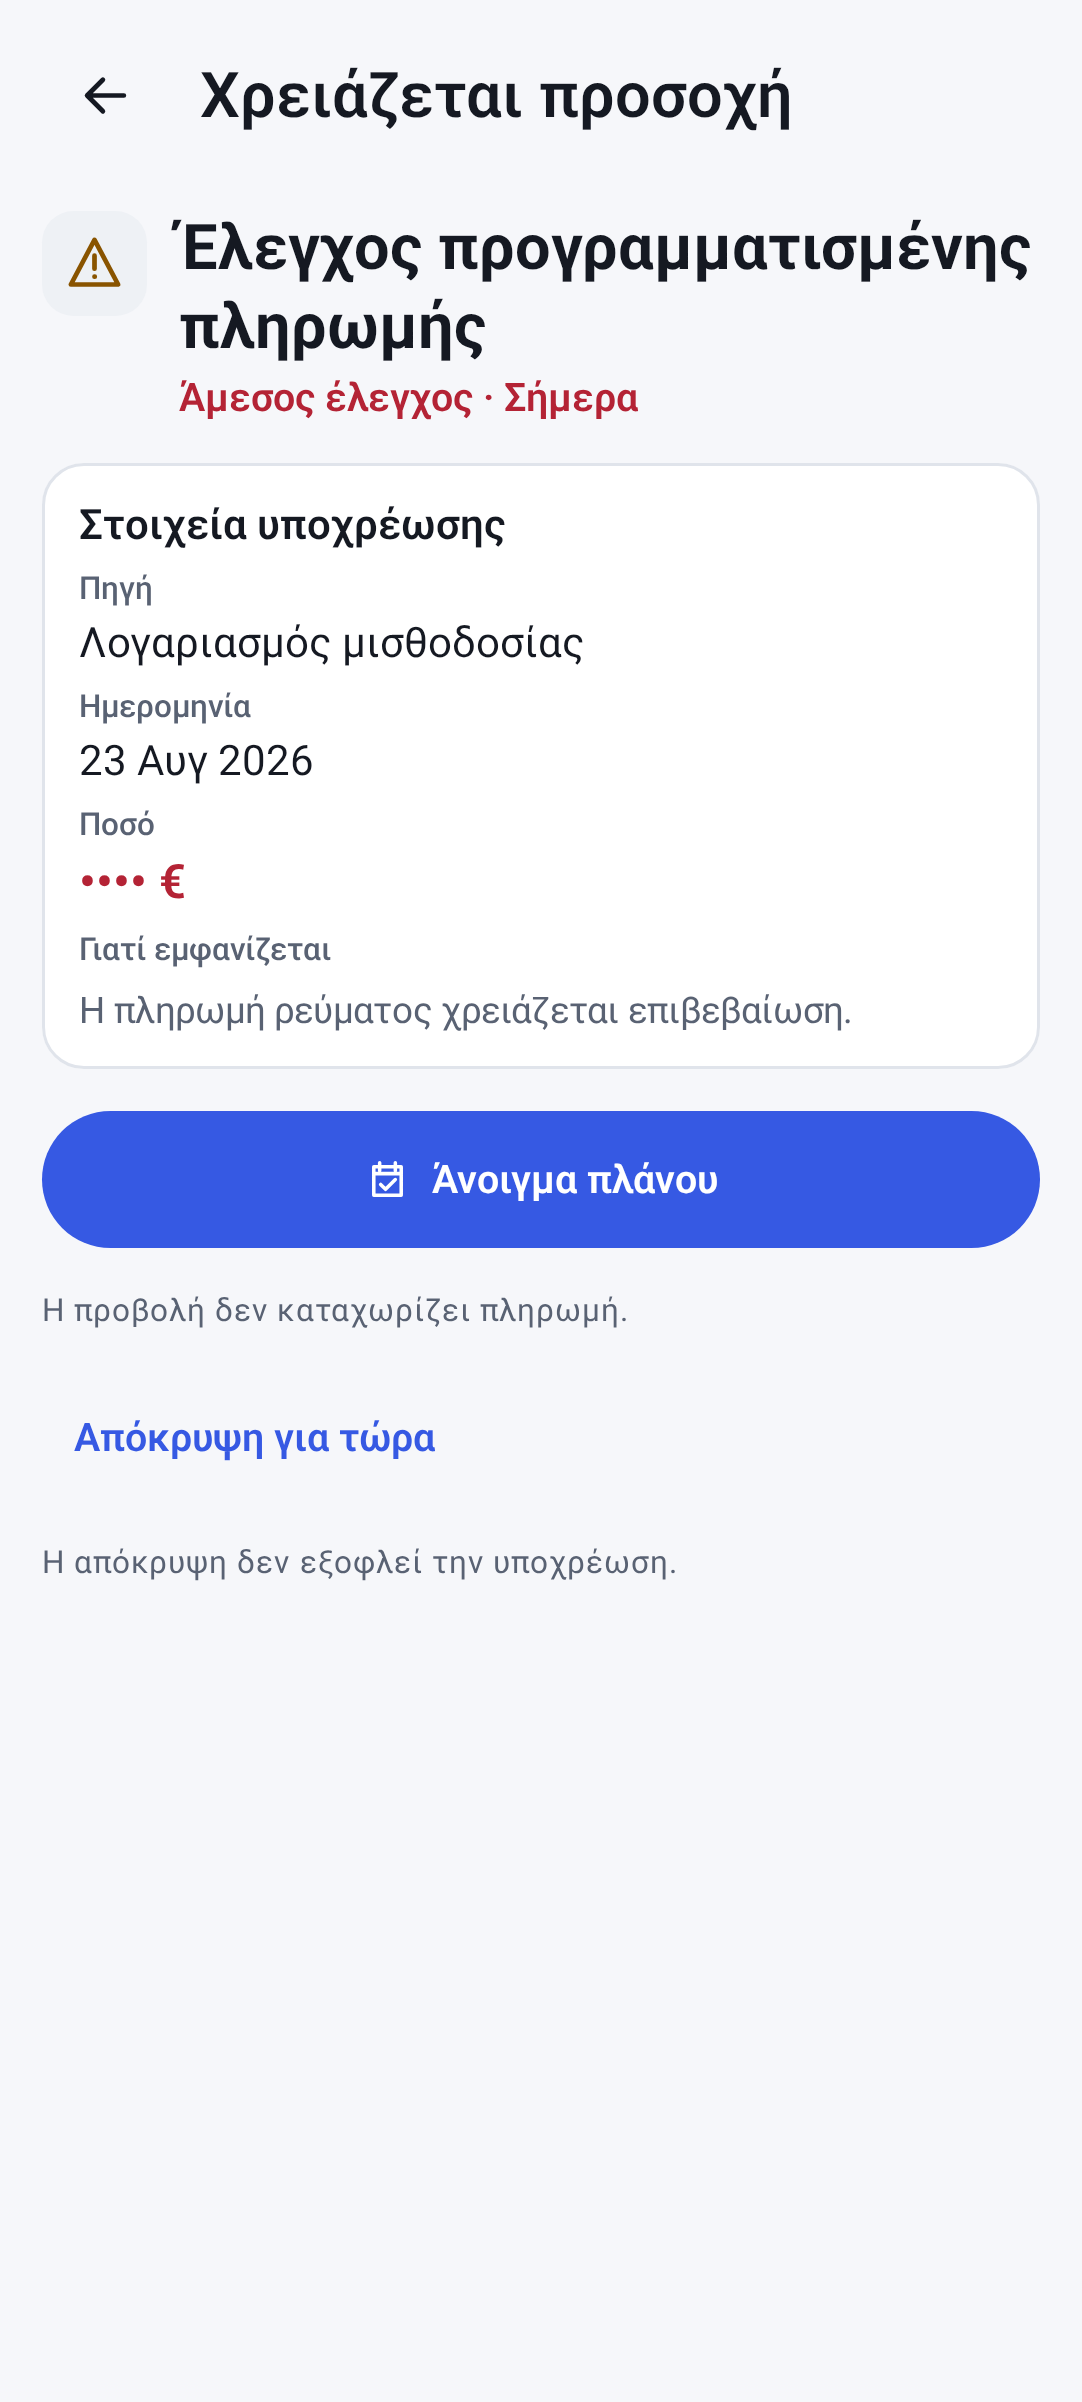 Χρειάζεται προσοχή
Έλεγχος προγραμματισμένης
πληρωμής
Άμεσος έλεγχος · Σήμερα
Στοιχεία υποχρέωσης
Πηγή
Λογαριασμός μισθοδοσίας
Ημερομηνία
23 Αυγ 2026
Ποσό
•••• €
Γιατί εμφανίζεται
Η πληρωμή ρεύματος χρειάζεται επιβεβαίωση.
Άνοιγμα πλάνου
Η προβολή δεν καταχωρίζει πληρωμή.
Απόκρυψη για τώρα
Η απόκρυψη δεν εξοφλεί την υποχρέωση.